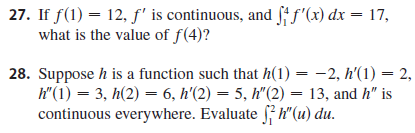 27. If f(1) = 12, f′ is continuous, and ∫₁⁴ f′(x) dx = 17,
what is the value of f(4)?
28. Suppose h is a function such that h(1) = −2, h′(1) = 2,
h″(1) = 3, h(2) = 6, h′(2) = 5, h″(2) = 13, and h″ is
continuous everywhere. Evaluate ∫₁² h″(u) du.